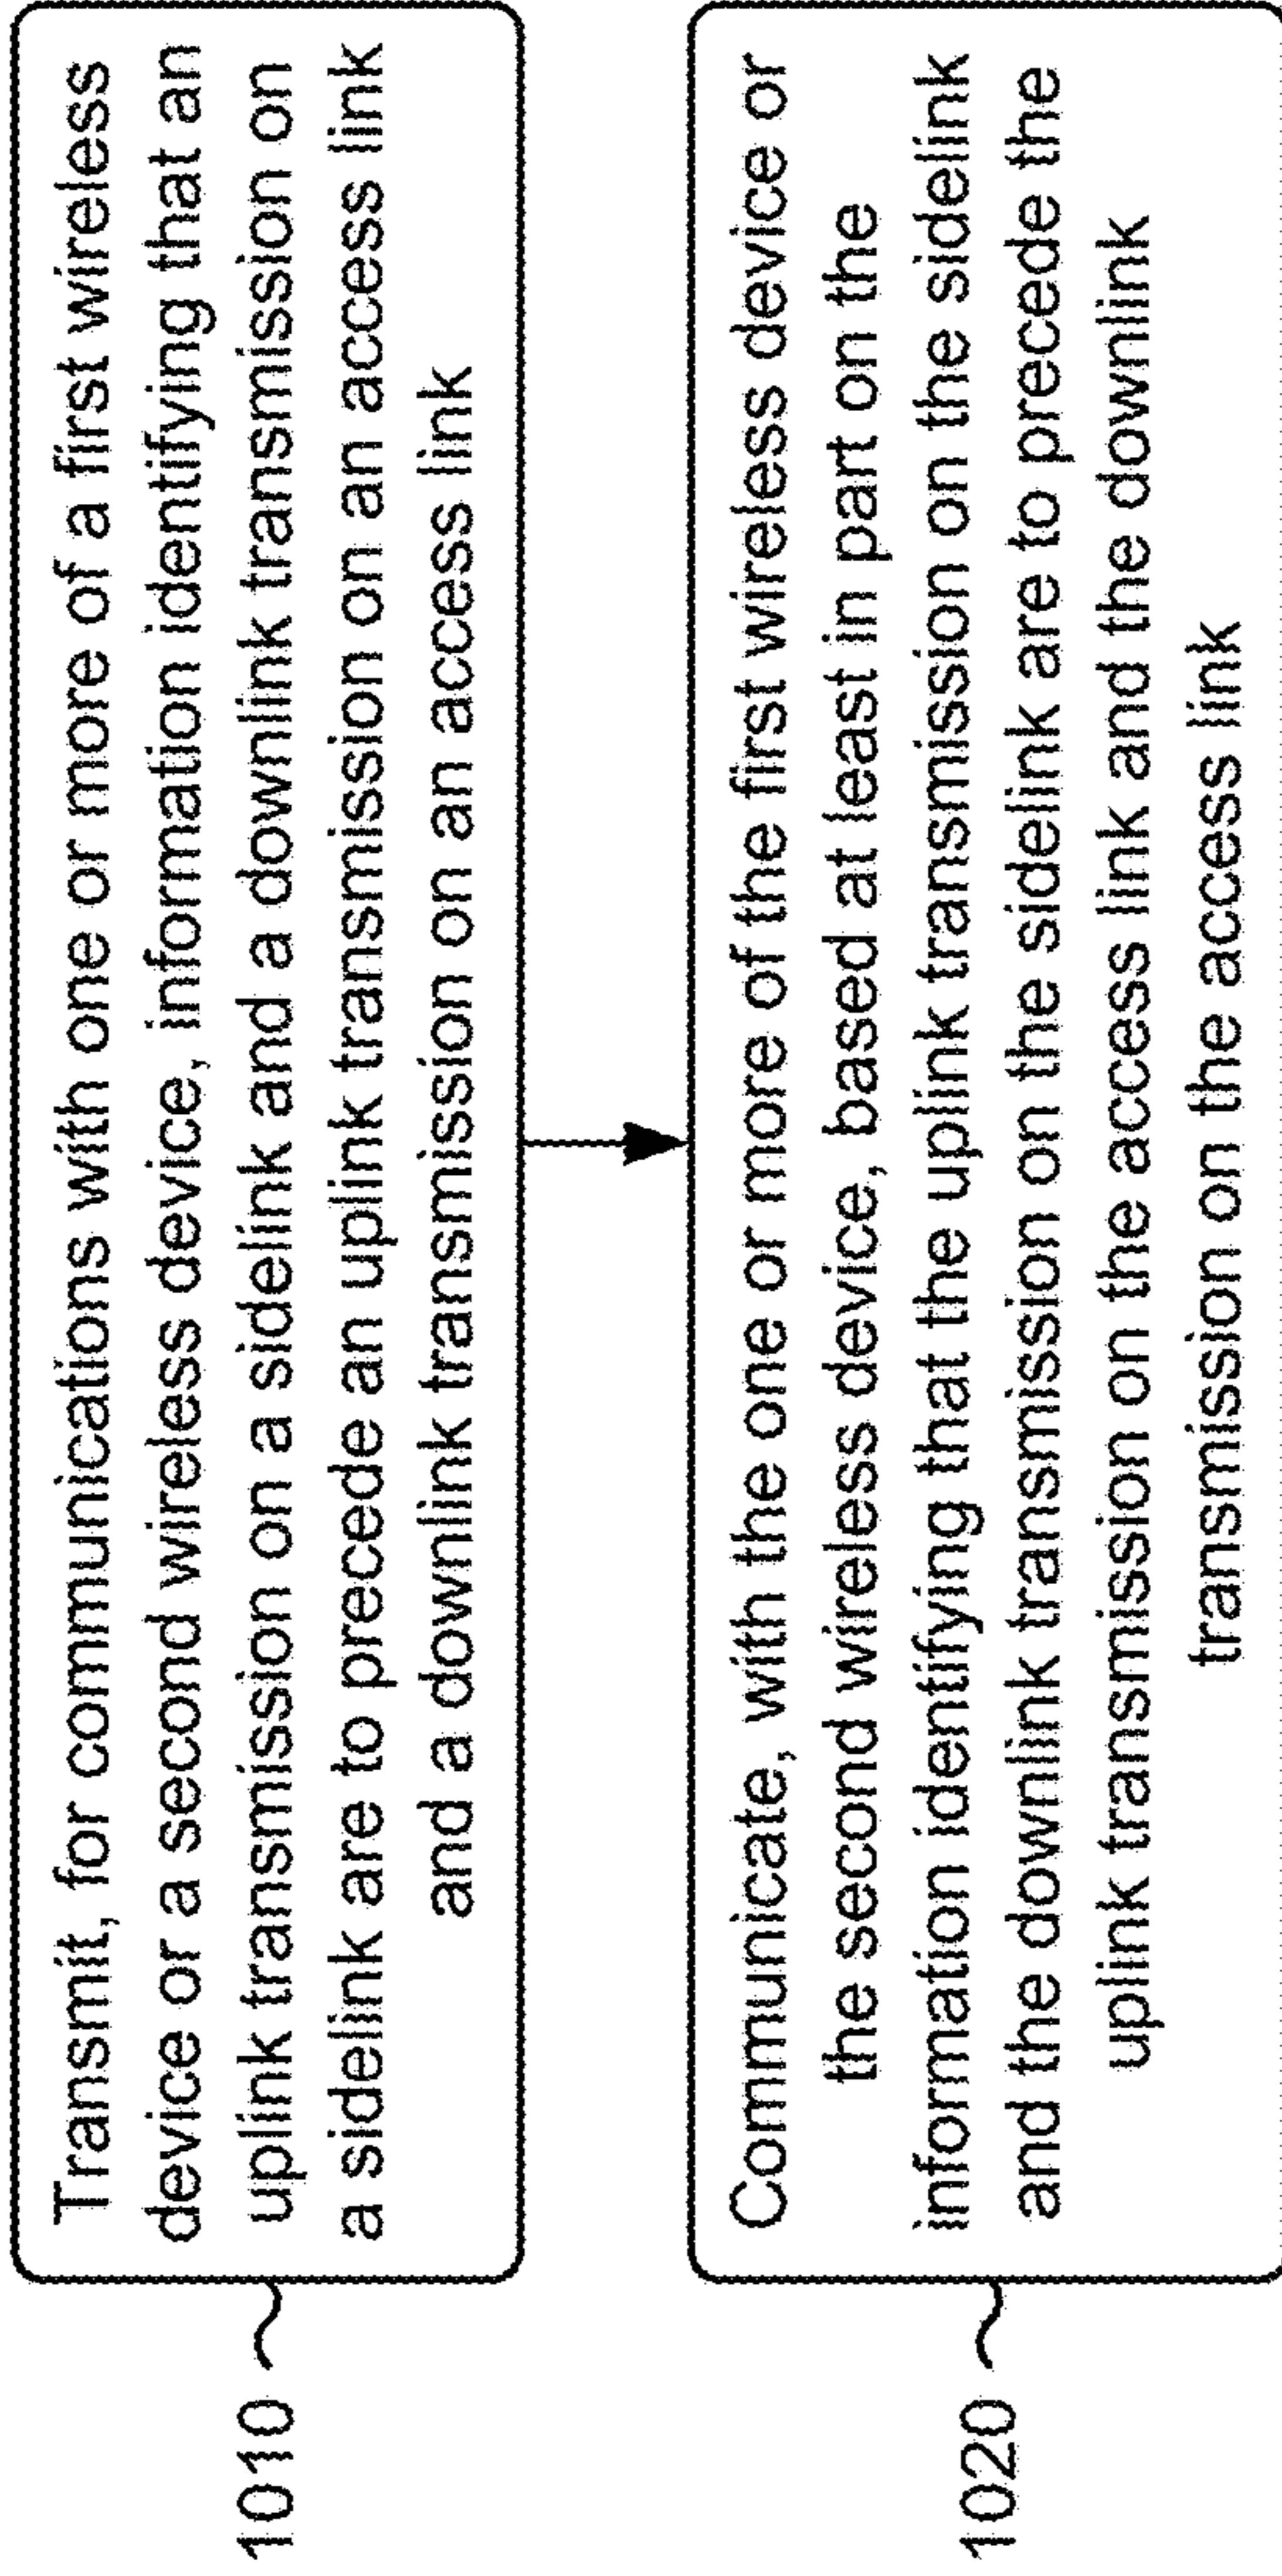 1010
Transmit, for communications with one or more of a first wireless
device or a second wireless device, information identifying that an
uplink transmission on a sidelink and a downlink transmission on
a sidelink are to precede an uplink transmission on an access link
and a downlink transmission on an access link
1020
Communicate, with the one or more of the first wireless device or
the second wireless device, based at least in part on the
information identifying that the uplink transmission on the sidelink
and the downlink transmission on the sidelink are to precede the
uplink transmission on the access link and the downlink
transmission on the access link